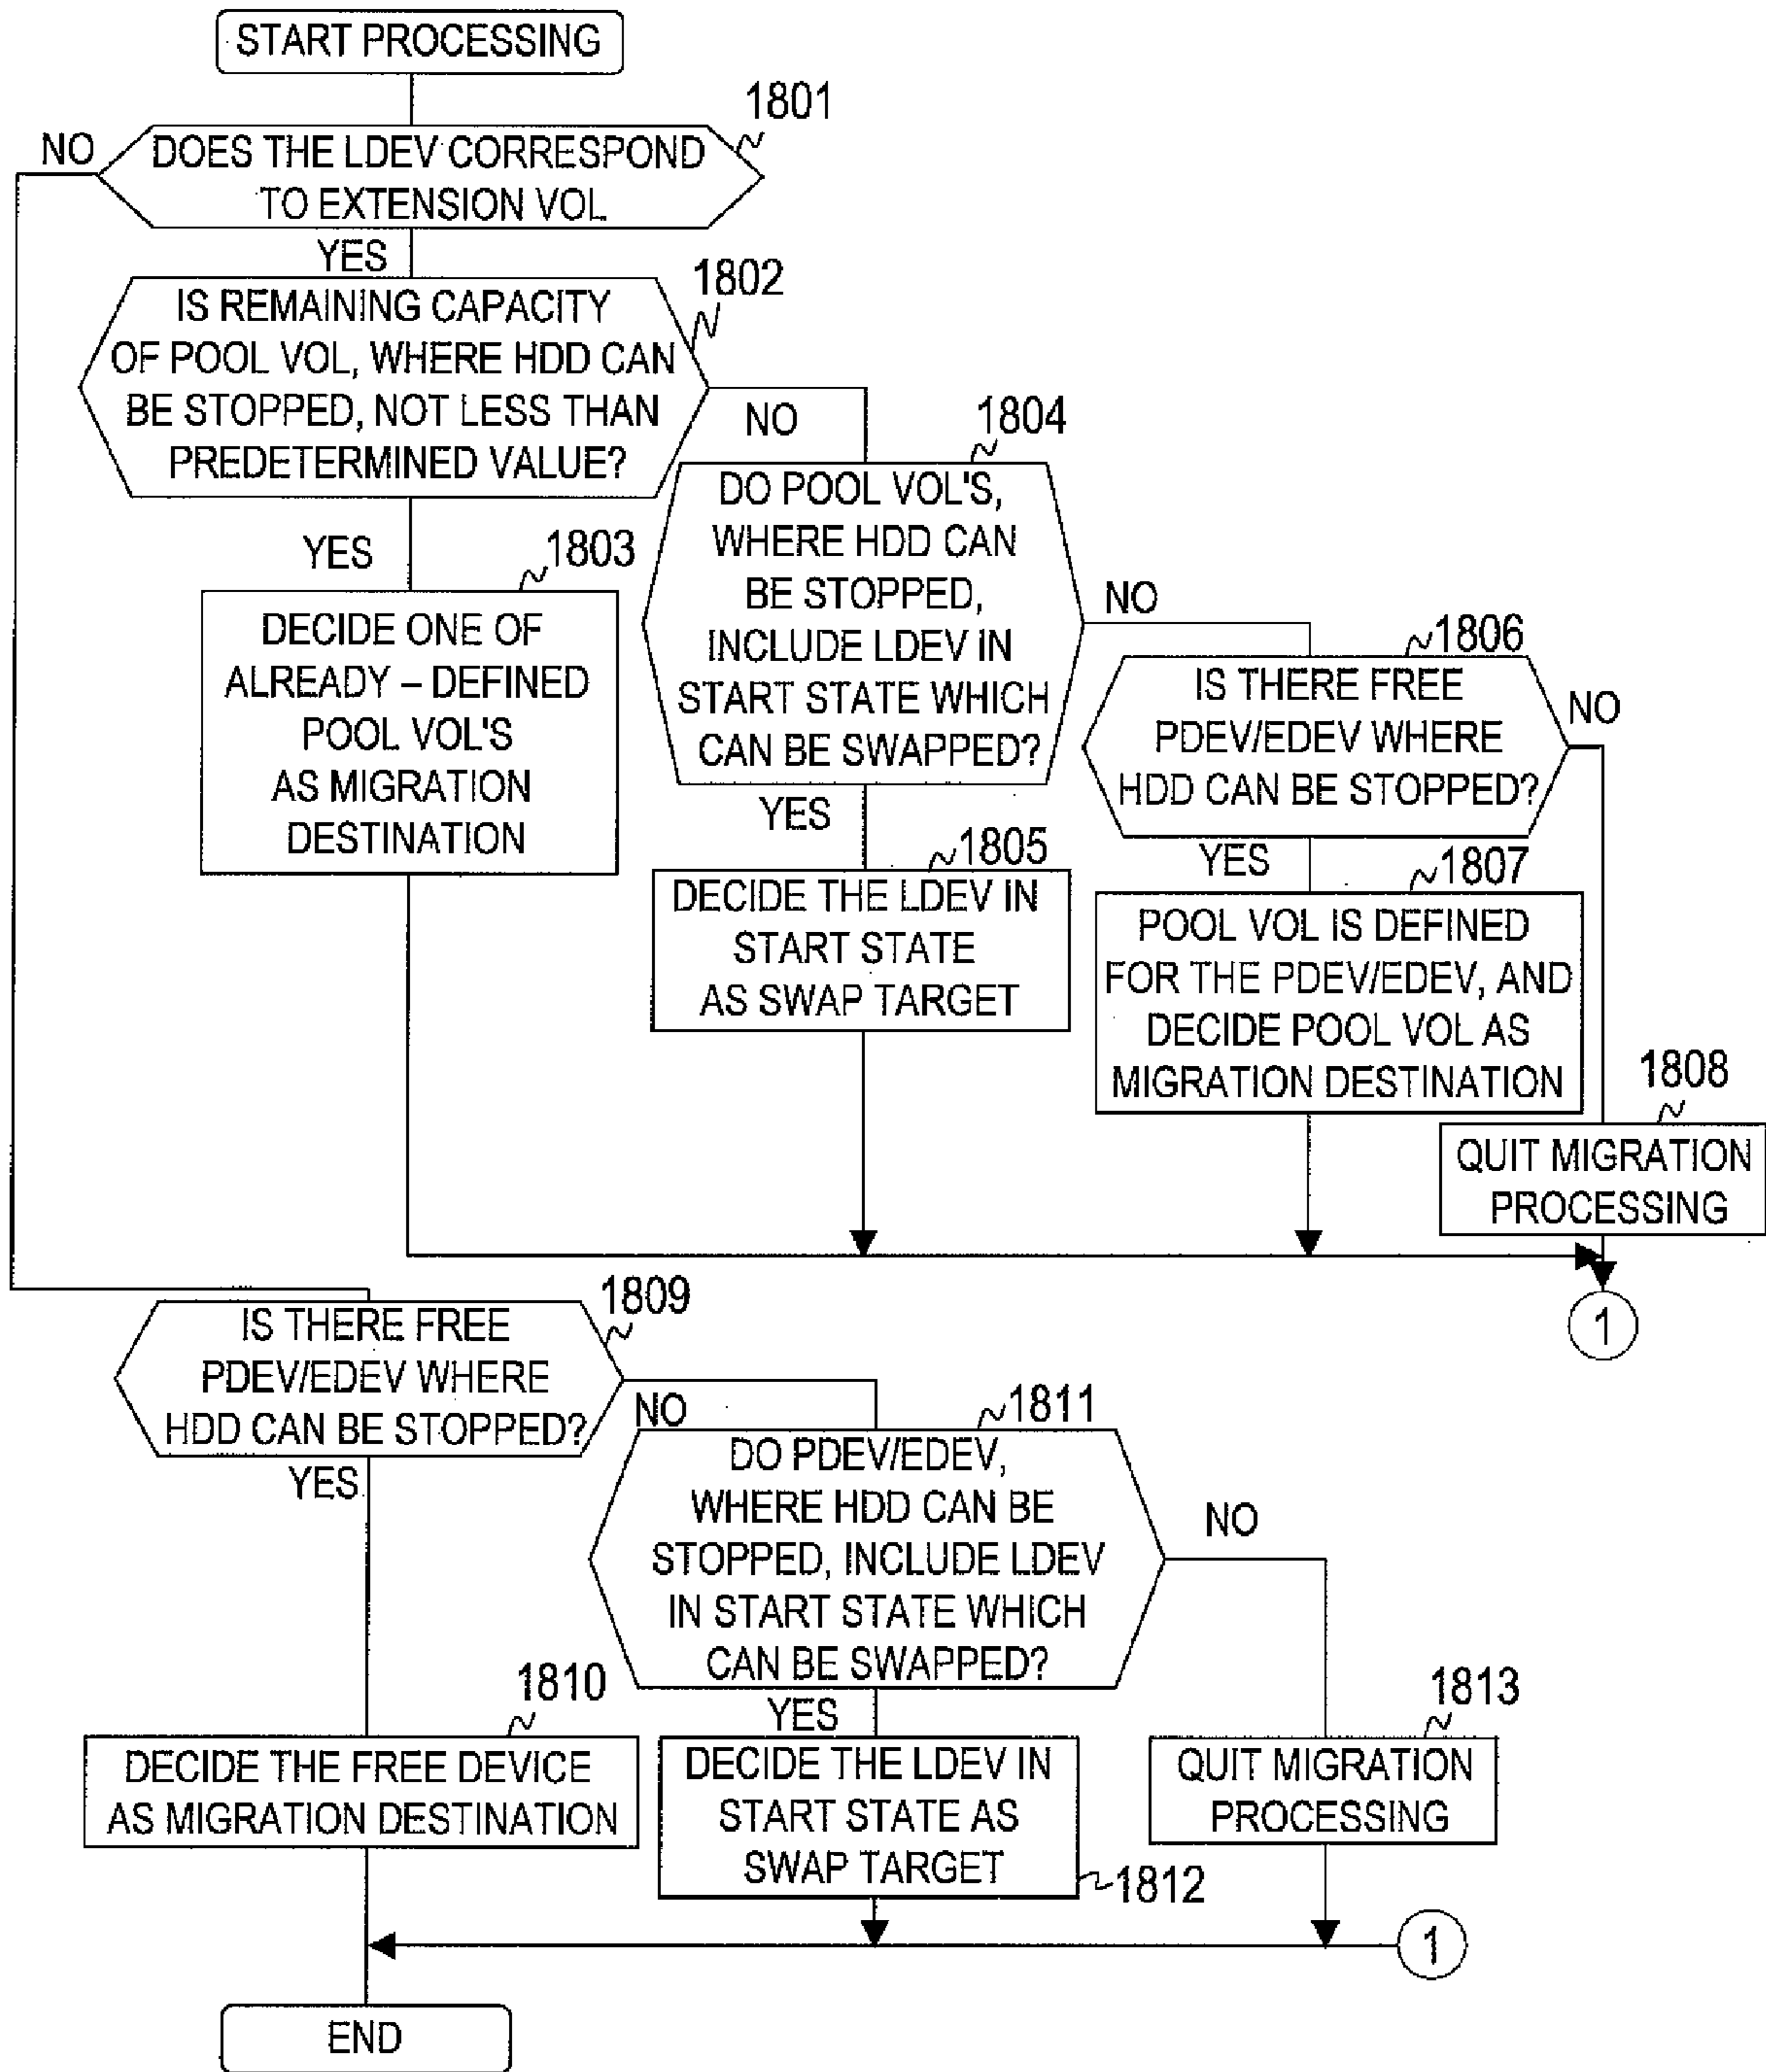 START PROCESSING
1801
NO
DOES THE LDEV CORRESPOND
TO EXTENSION VOL
YES
1802
IS REMAINING CAPACITY
OF POOL VOL, WHERE HDD CAN
BE STOPPED, NOT LESS THAN
PREDETERMINED VALUE?
NO
YES
1803
DECIDE ONE OF
ALREADY – DEFINED
POOL VOL'S
AS MIGRATION
DESTINATION
1804
DO POOL VOL'S,
WHERE HDD CAN
BE STOPPED,
INCLUDE LDEV IN
START STATE WHICH
CAN BE SWAPPED?
NO
YES
1805
DECIDE THE LDEV IN
START STATE
AS SWAP TARGET
1806
IS THERE FREE
PDEV/EDEV WHERE
HDD CAN BE STOPPED?
NO
YES
1807
POOL VOL IS DEFINED
FOR THE PDEV/EDEV, AND
DECIDE POOL VOL AS
MIGRATION DESTINATION
1808
QUIT MIGRATION
PROCESSING
1
1809
IS THERE FREE
PDEV/EDEV WHERE
HDD CAN BE STOPPED?
NO
YES
1810
DECIDE THE FREE DEVICE
AS MIGRATION DESTINATION
1811
DO PDEV/EDEV,
WHERE HDD CAN BE
STOPPED, INCLUDE LDEV
IN START STATE WHICH
CAN BE SWAPPED?
NO
YES
DECIDE THE LDEV IN
START STATE AS
SWAP TARGET
1812
1813
QUIT MIGRATION
PROCESSING
1
END